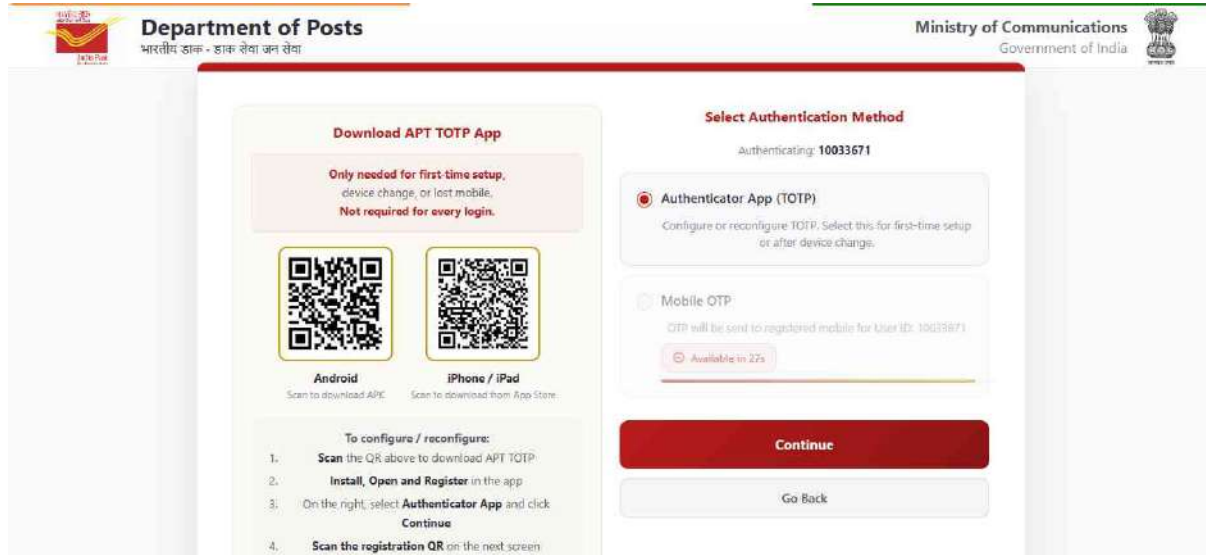 Department of Posts
भारतीय डाक - डाक सेवा जन सेवा
Ministry of Communications
Government of India
Download APT TOTP App
Only needed for first-time setup,
device change, or lost mobile,
Not required for every login.
Android
Scan to download APK
iPhone / iPad
Scan to download from App Store
To configure / reconfigure:
1. Scan the QR above to download APT TOTP
2. Install, Open and Register in the app
3. On the right, select Authenticator App and click
Continue
4. Scan the registration QR on the next screen
Select Authentication Method
Authenticating: 10033671
Authenticator App (TOTP)
Configure or reconfigure TOTP. Select this for first-time setup
or after device change.
Mobile OTP
OTP will be sent to registered mobile for User ID: 10033671
Available in 27s
Continue
Go Back